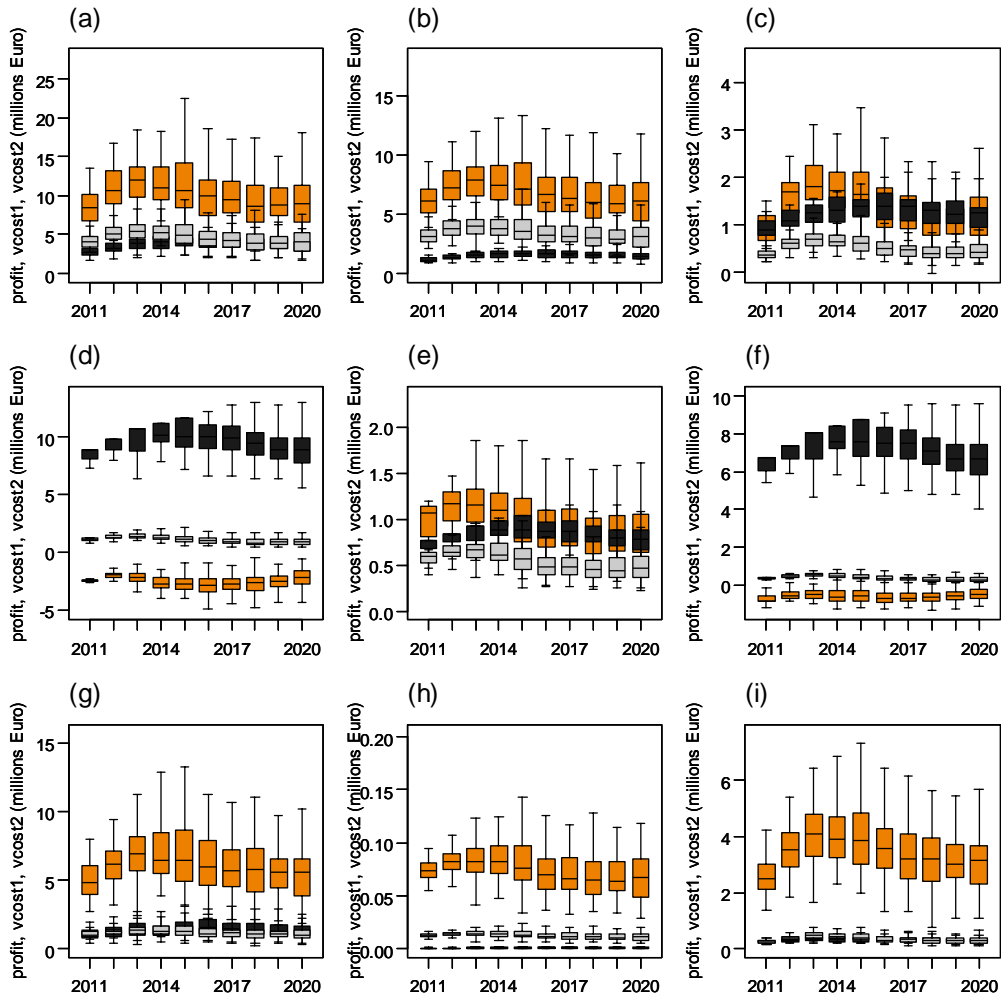 (a)
(b)
(c)
profit, vcost1, vcost2 (millions Euro)
25
20
15
10
5
0
2011 2014 2017 2020
profit, vcost1, vcost2 (millions Euro)
15
10
5
0
2011 2014 2017 2020
profit, vcost1, vcost2 (millions Euro)
4
3
2
1
0
2011 2014 2017 2020
(d)
(e)
(f)
profit, vcost1, vcost2 (millions Euro)
10
5
0
-5
2011 2014 2017 2020
profit, vcost1, vcost2 (millions Euro)
2.0
1.5
1.0
0.5
0.0
2011 2014 2017 2020
profit, vcost1, vcost2 (millions Euro)
10
8
6
4
2
0
2011 2014 2017 2020
(g)
(h)
(i)
profit, vcost1, vcost2 (millions Euro)
15
10
5
0
2011 2014 2017 2020
profit, vcost1, vcost2 (millions Euro)
0.20
0.15
0.10
0.05
0.00
2011 2014 2017 2020
profit, vcost1, vcost2 (millions Euro)
6
4
2
0
2011 2014 2017 2020